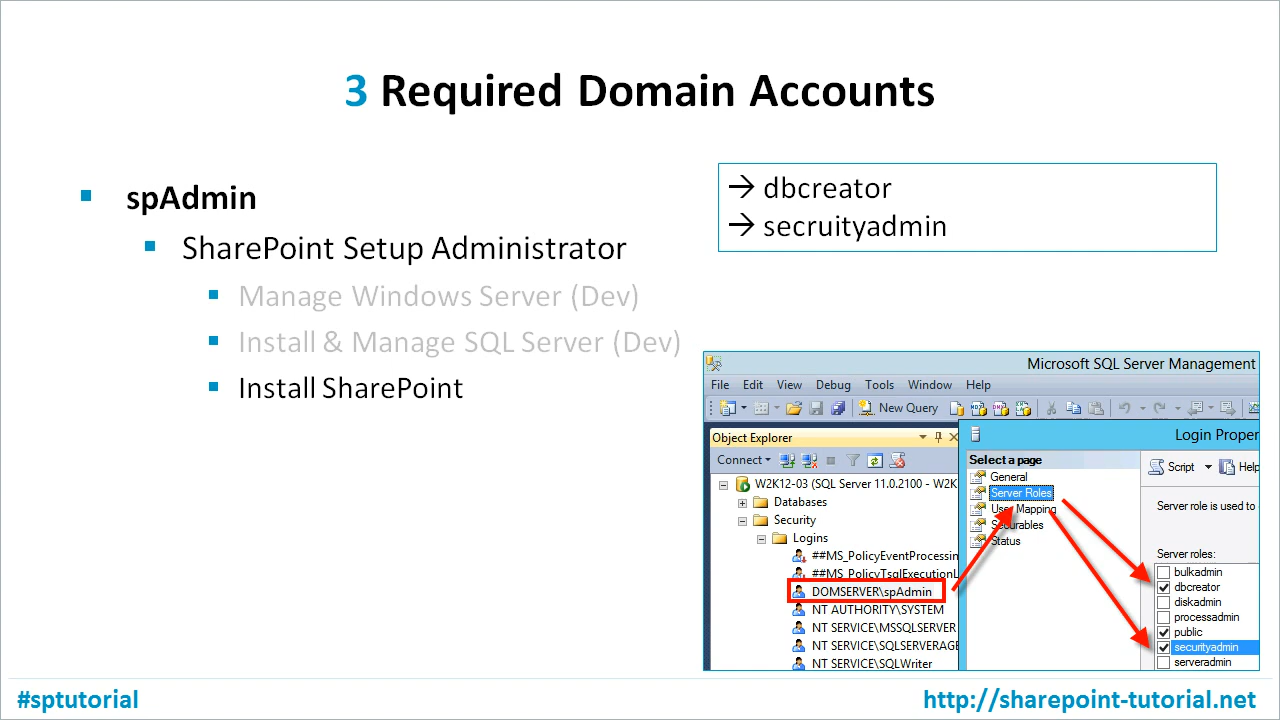 3 Required Domain Accounts
spAdmin
SharePoint Setup Administrator
Manage Windows Server (Dev)
Install & Manage SQL Server (Dev)
Install SharePoint
→ dbcreator
→ secruityadmin
Microsoft SQL Server Management
File Edit View Debug Tools Window Help
New Query
Object Explorer
Connect
W2K12-03 (SQL Server 11.0.2100 - W2K
Databases
Security
Logins
##MS_PolicyEventProcessin
##MS_PolicyTsqlExecutionL
DOMSERVER\spAdmin
NT AUTHORITY\SYSTEM
NT SERVICE\MSSQLSERVER
NT SERVICE\SQLSERVERAGE
NT SERVICE\SQLWriter
Login Proper
Select a page
General
Server Roles
User Mapping
Securables
Status
Script Help
Server role is used to
Server roles:
bulkadmin
dbcreator
diskadmin
processadmin
public
securityadmin
serveradmin
#sptutorial
http://sharepoint-tutorial.net